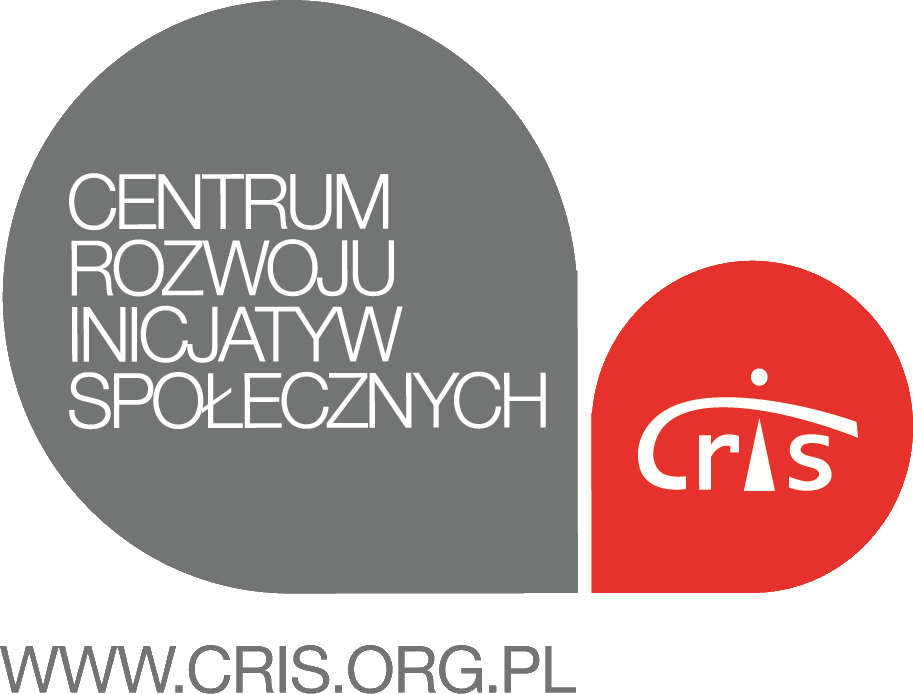 CENTRUM
ROZWOJU
INICJATYW
SPOŁECZNYCH
Cris
WWW.CRIS.ORG.PL